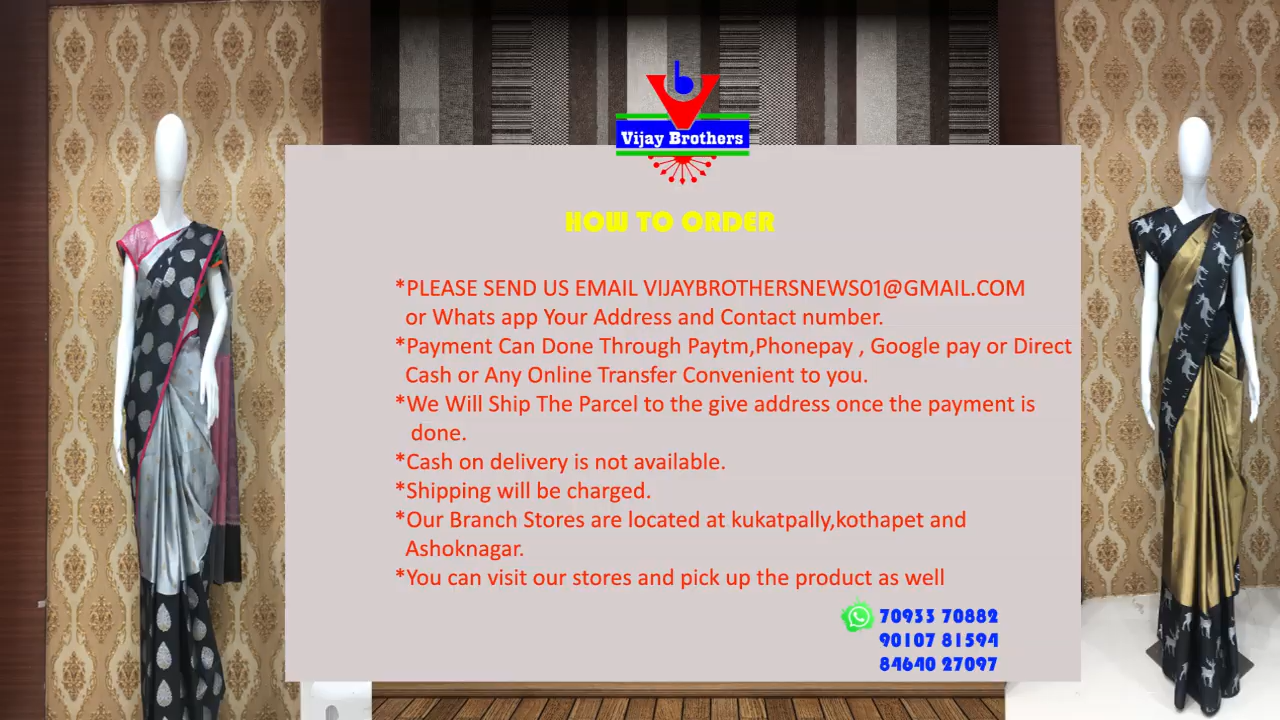 b
Vijay Brothers
HOW TO ORDER
*PLEASE SEND US EMAIL VIJAYBROTHERSNEWS01@GMAIL.COM
or Whats app Your Address and Contact number.
*Payment Can Done Through Paytm,Phonepay , Google pay or Direct
Cash or Any Online Transfer Convenient to you.
*We Will Ship The Parcel to the give address once the payment is
done.
*Cash on delivery is not available.
*Shipping will be charged.
*Our Branch Stores are located at kukatpally,kothapet and
Ashoknagar.
*You can visit our stores and pick up the product as well
70933 70882
90107 81594
84640 27097